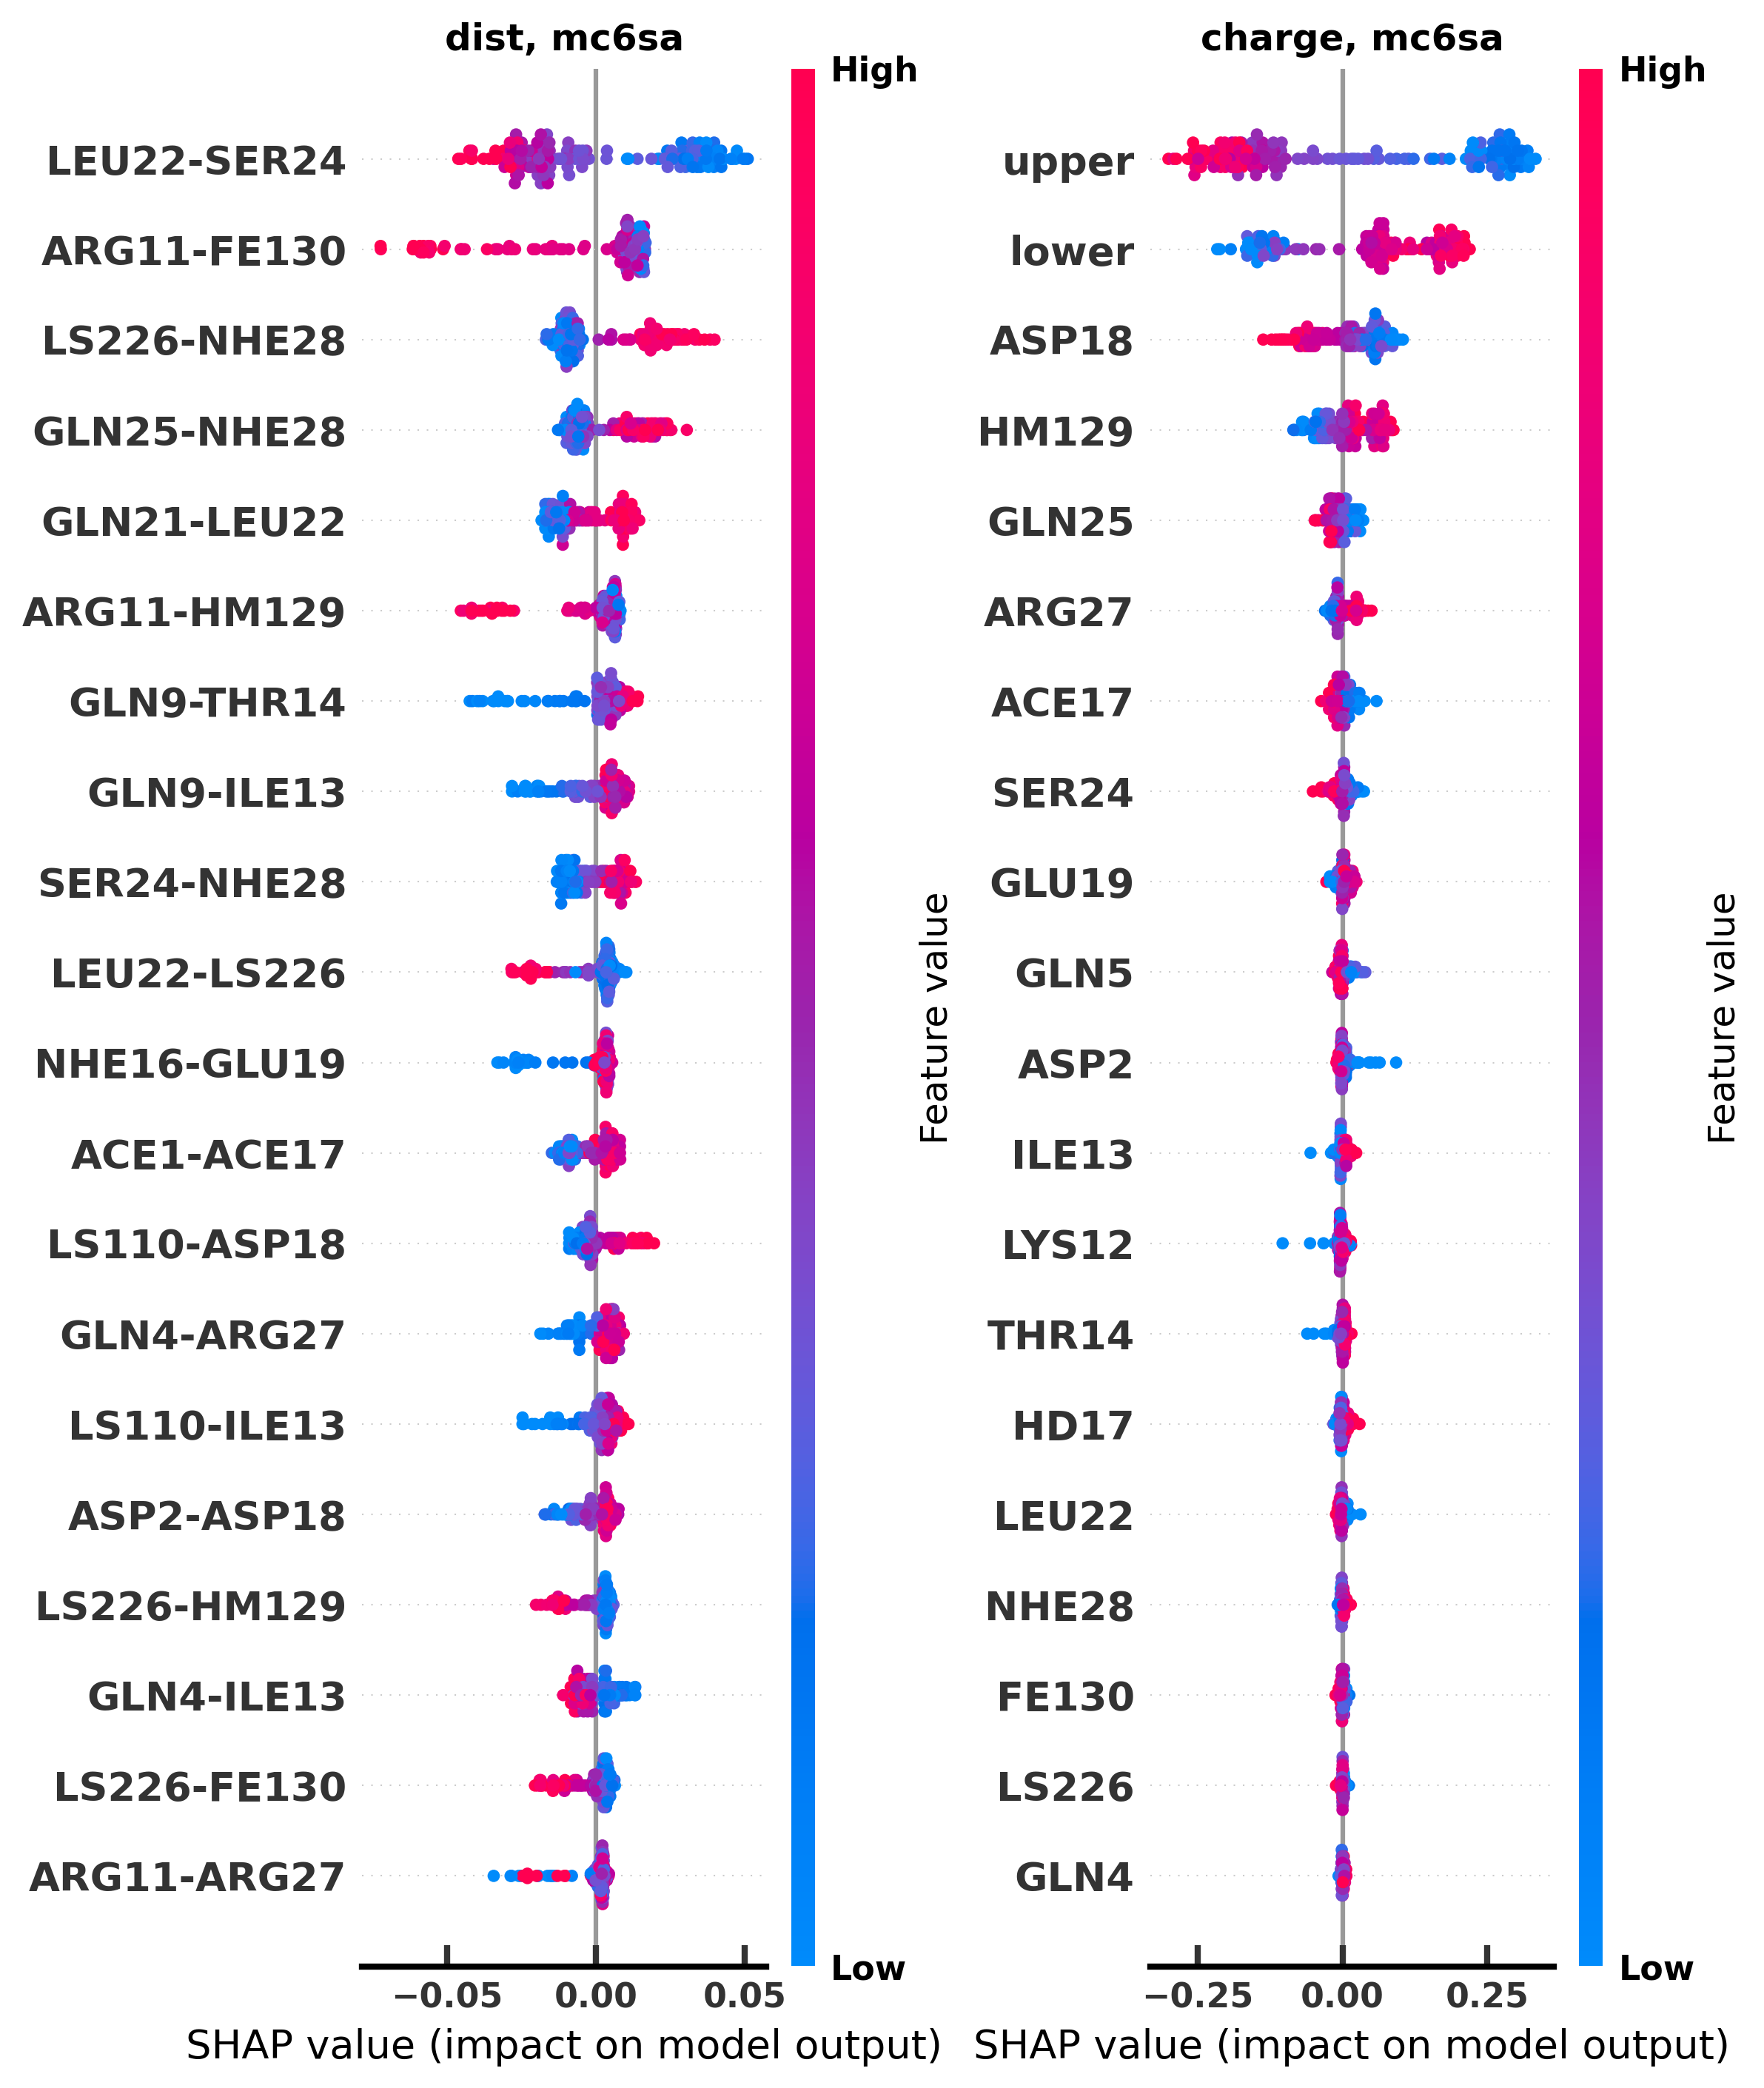 dist, mc6sa
High
LEU22-SER24
ARG11-FE130
LS226-NHE28
GLN25-NHE28
GLN21-LEU22
ARG11-HM129
GLN9-THR14
GLN9-ILE13
SER24-NHE28
LEU22-LS226
NHE16-GLU19
ACE1-ACE17
LS110-ASP18
GLN4-ARG27
LS110-ILE13
ASP2-ASP18
LS226-HM129
GLN4-ILE13
LS226-FE130
ARG11-ARG27
Feature value
Low
−0.05 0.00 0.05
SHAP value (impact on model output)
charge, mc6sa
High
upper
lower
ASP18
HM129
GLN25
ARG27
ACE17
SER24
GLU19
GLN5
ASP2
ILE13
LYS12
THR14
HD17
LEU22
NHE28
FE130
LS226
GLN4
Feature value
Low
−0.25 0.00 0.25
SHAP value (impact on model output)